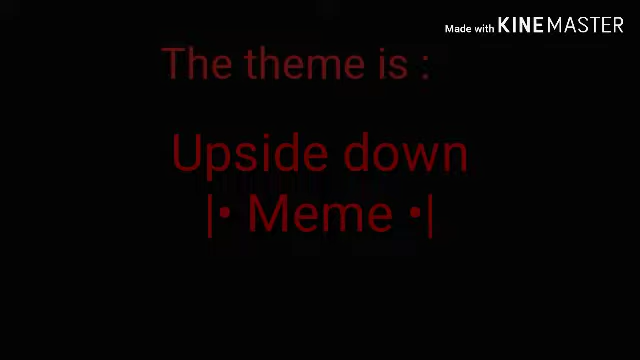 Made with KINEMASTER
The theme is :
Upside down
|• Meme •|